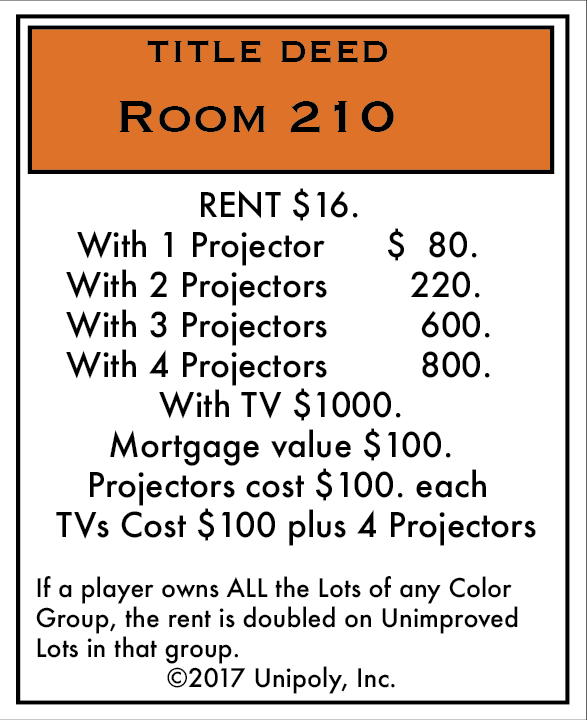 TITLE DEED
ROOM 210
RENT $16.
With 1 Projector $ 80.
With 2 Projectors 220.
With 3 Projectors 600.
With 4 Projectors 800.
With TV $1000.
Mortgage value $100.
Projectors cost $100. each
TVs Cost $100 plus 4 Projectors
If a player owns ALL the Lots of any Color
Group, the rent is doubled on Unimproved
Lots in that group.
©2017 Unipoly, Inc.